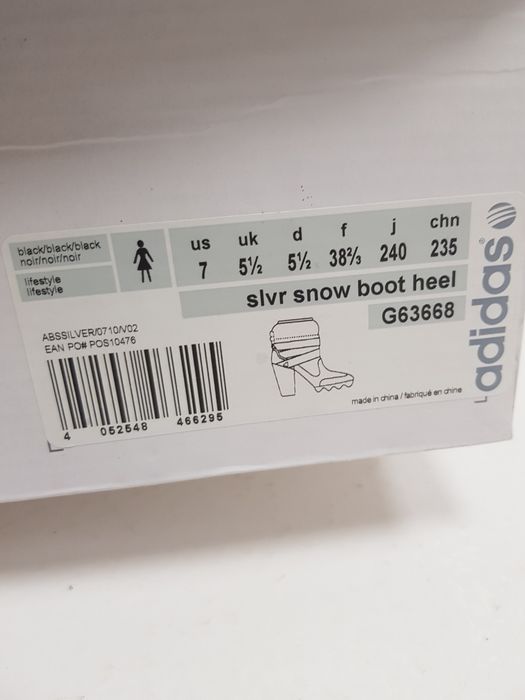 black/black/black
noir/noir/noir
lifestyle
lifestyle
us uk d f j chn
7 5½ 5½ 38⅔ 240 235
slvr snow boot heel
G63668
ABSSILVER/0710/V02
EAN PO# POS10476
4 052548 466295
made in china / fabriqué en chine
adidas®